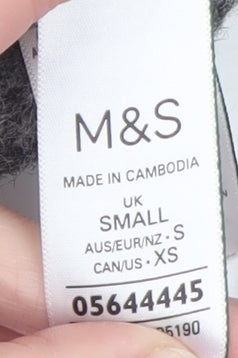 M&S
MADE IN CAMBODIA
UK
SMALL
AUS/EUR/NZ • S
CAN/US • XS
05644445